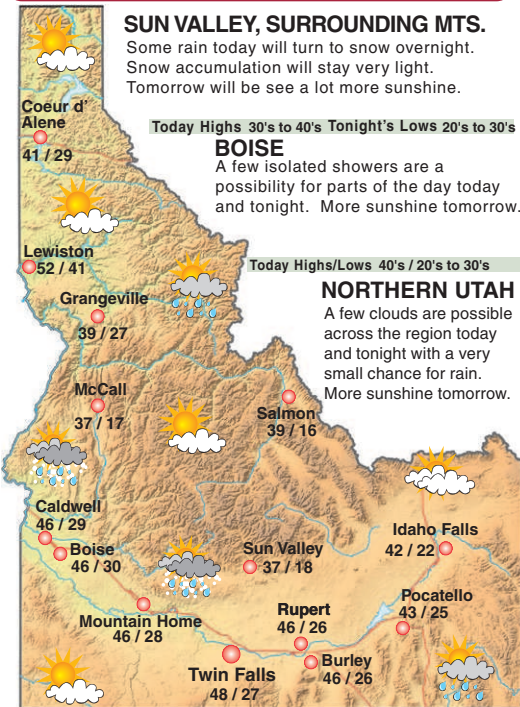 SUN VALLEY, SURROUNDING MTS.
Some rain today will turn to snow overnight.
Snow accumulation will stay very light.
Tomorrow will be see a lot more sunshine.
Today Highs 30's to 40's Tonight's Lows 20's to 30's
BOISE
A few isolated showers are a
possibility for parts of the day today
and tonight. More sunshine tomorrow.
Today Highs/Lows 40's / 20's to 30's
NORTHERN UTAH
A few clouds are possible
across the region today
and tonight with a very
small chance for rain.
More sunshine tomorrow.
Coeur d'
Alene
41 / 29
Lewiston
52 / 41
Grangeville
39 / 27
McCall
37 / 17
Salmon
39 / 16
Caldwell
46 / 29
Boise
46 / 30
Sun Valley
37 / 18
Idaho Falls
42 / 22
Mountain Home
46 / 28
Rupert
46 / 26
Pocatello
43 / 25
Twin Falls
48 / 27
Burley
46 / 26